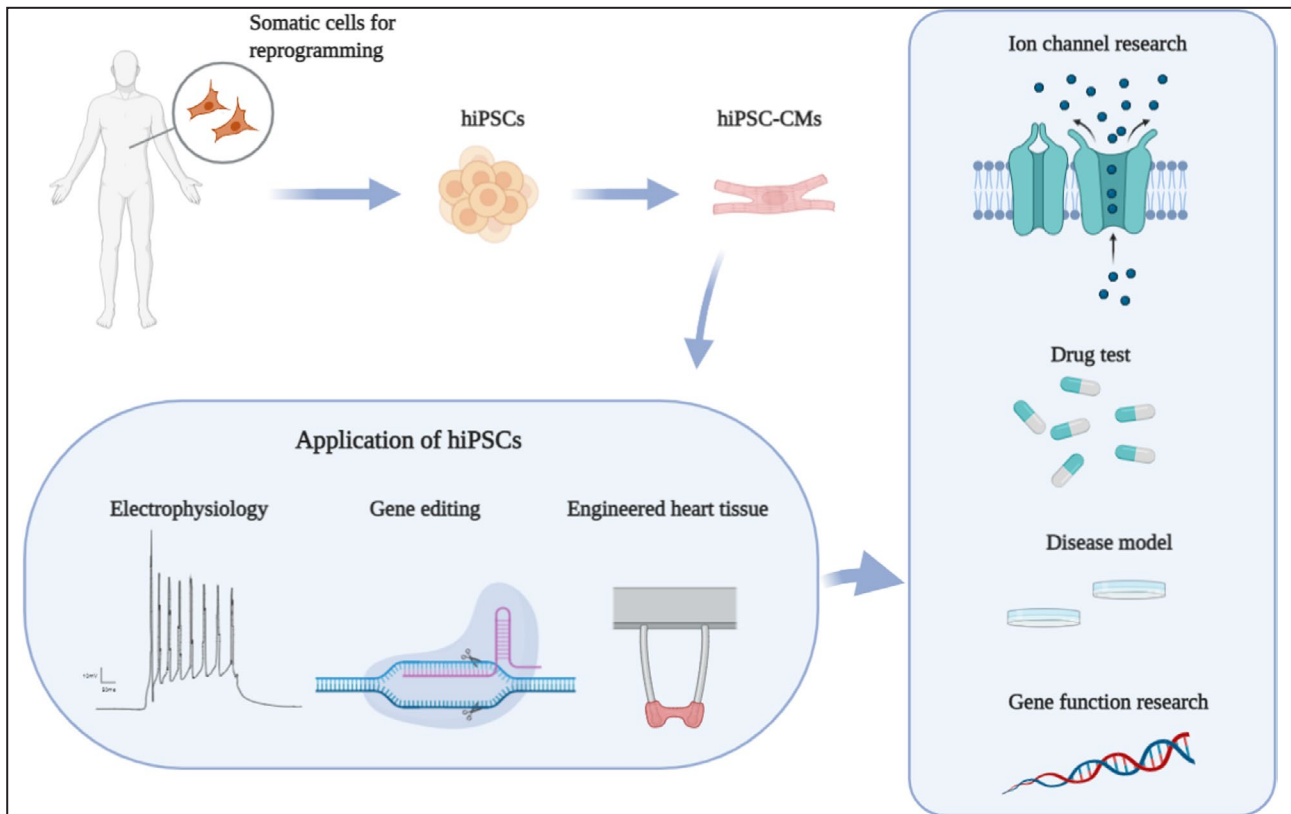 Somatic cells for
reprogramming
hiPSCs
hiPSC-CMs
Application of hiPSCs
Electrophysiology
Gene editing
Engineered heart tissue
Ion channel research
Drug test
Disease model
Gene function research